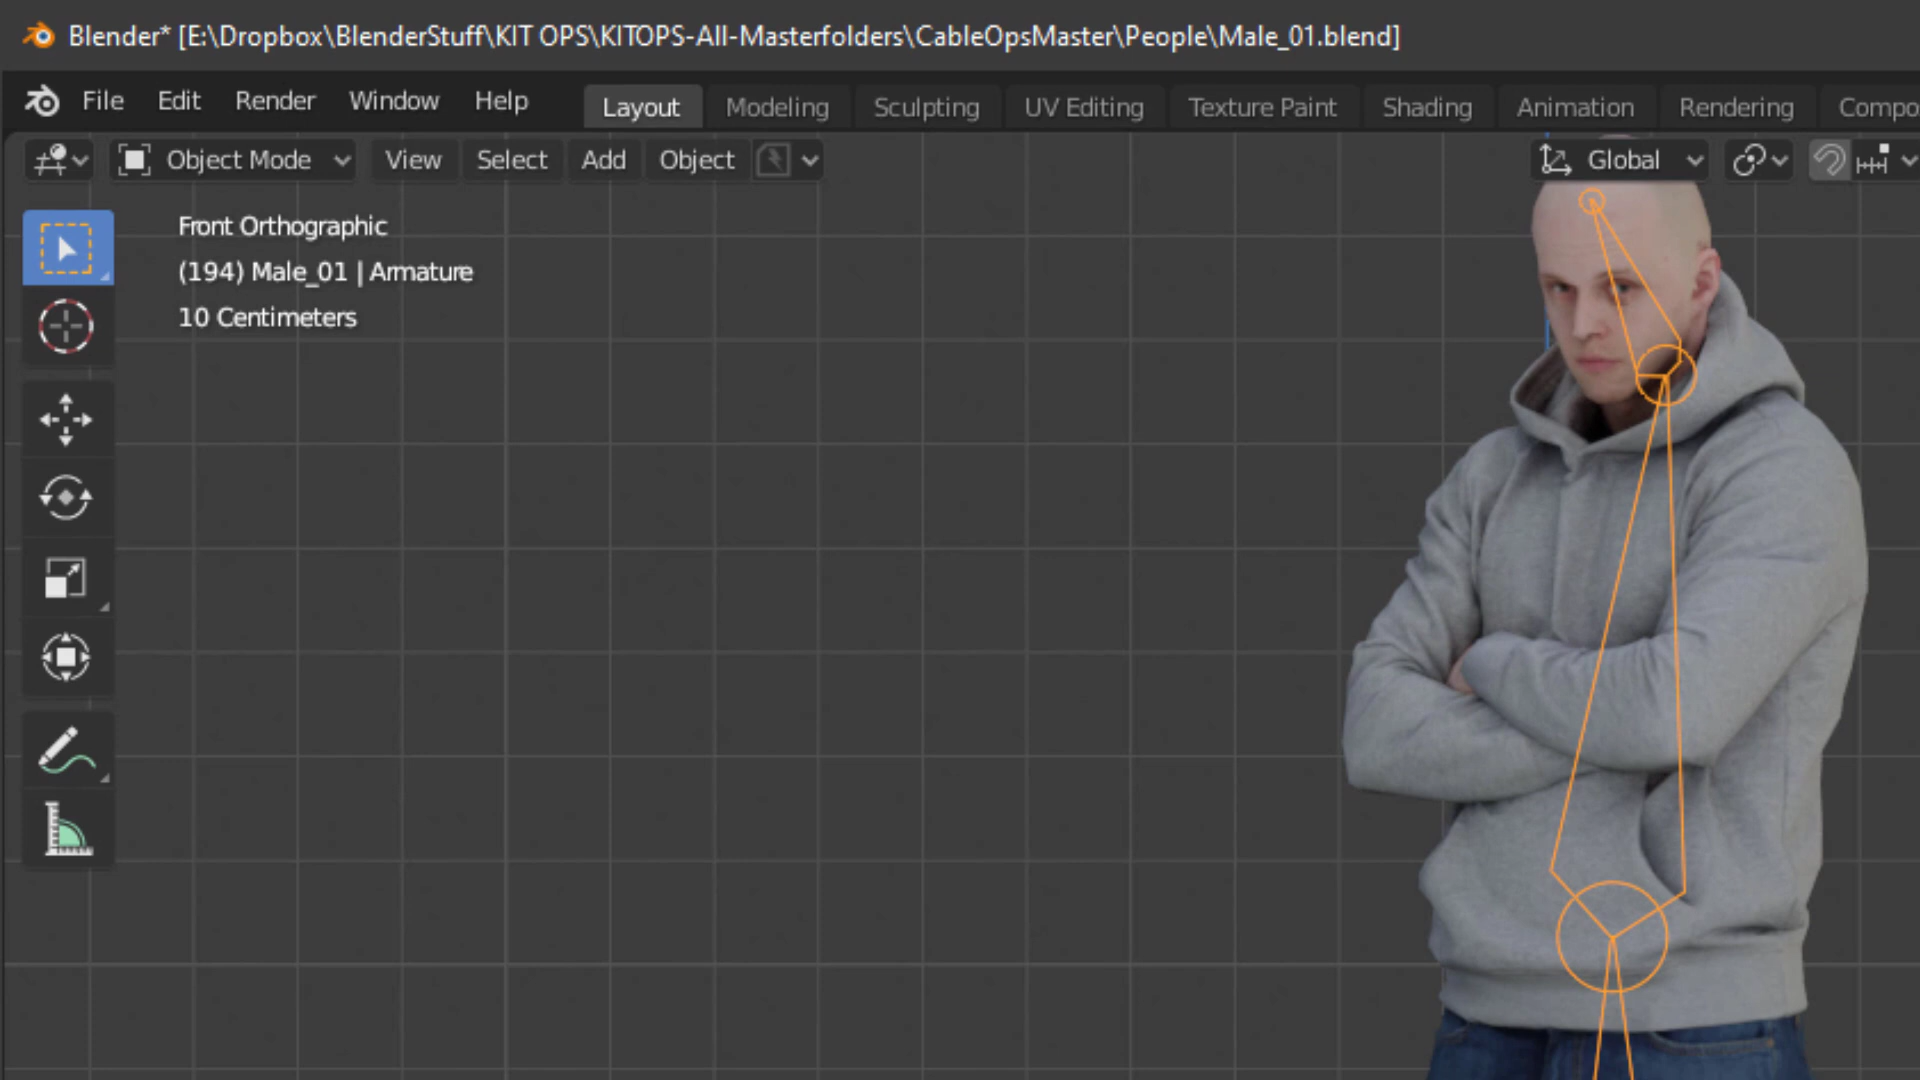 Blender* [E:\Dropbox\BlenderStuff\KIT OPS\KITOPS-All-Masterfolders\CableOpsMaster\People\Male_01.blend]
File Edit Render Window Help Layout Modeling Sculpting UV Editing Texture Paint Shading Animation Rendering Compo
Object Mode View Select Add Object Global
Front Orthographic
(194) Male_01 | Armature
10 Centimeters